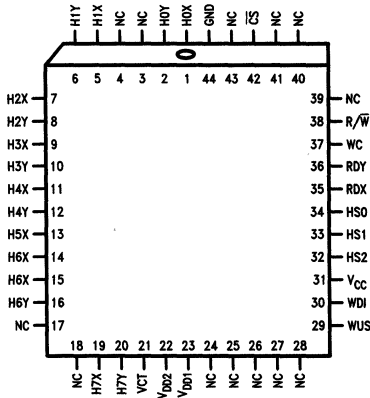 H1Y H1X NC NC H0Y H0X GND NC C̅S̅ NC NC
6 5 4 3 2 1 44 43 42 41 40
H2X 7
H2Y 8
H3X 9
H3Y 10
H4X 11
H4Y 12
H5X 13
H6X 14
H6X 15
H6Y 16
NC 17
39 NC
38 R/W̅
37 WC
36 RDY
35 RDX
34 HS0
33 HS1
32 HS2
31 VCC
30 WDI
29 WUS
18 19 20 21 22 23 24 25 26 27 28
NC H7X H7Y VCT VDD2 VDD1 NC NC NC NC NC